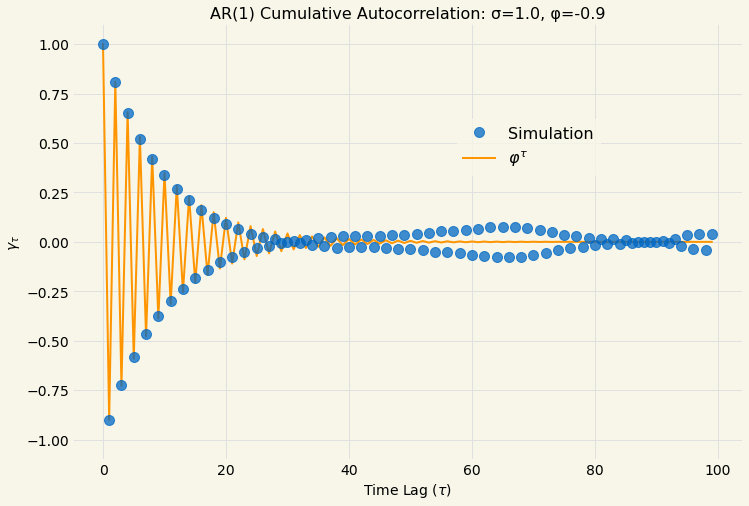 AR(1) Cumulative Autocorrelation: σ=1.0, φ=-0.9
1.00
0.75
0.50
0.25
0.00
−0.25
−0.50
−0.75
−1.00
γτ
Simulation
φ^τ
0 20 40 60 80 100
Time Lag (τ)